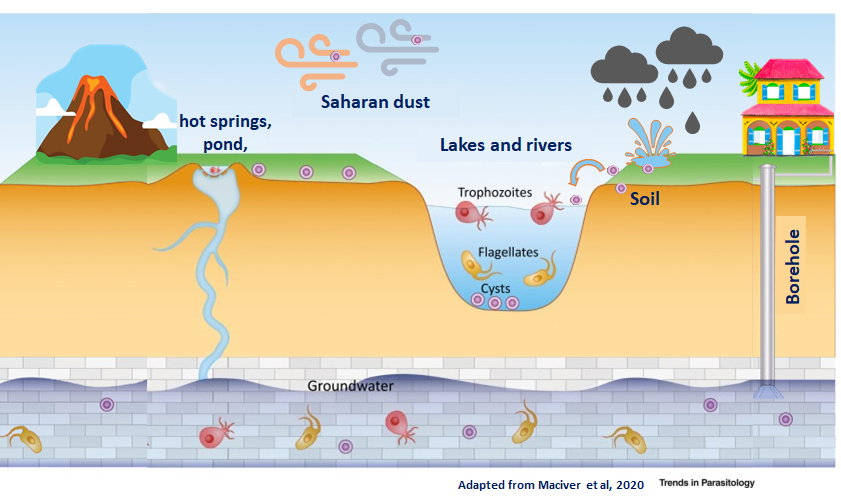 Saharan dust
hot springs,
pond,
Lakes and rivers
Trophozoites
Soil
Flagellates
Cysts
Borehole
Groundwater
Adapted from Maciver et al, 2020
Trends in Parasitology